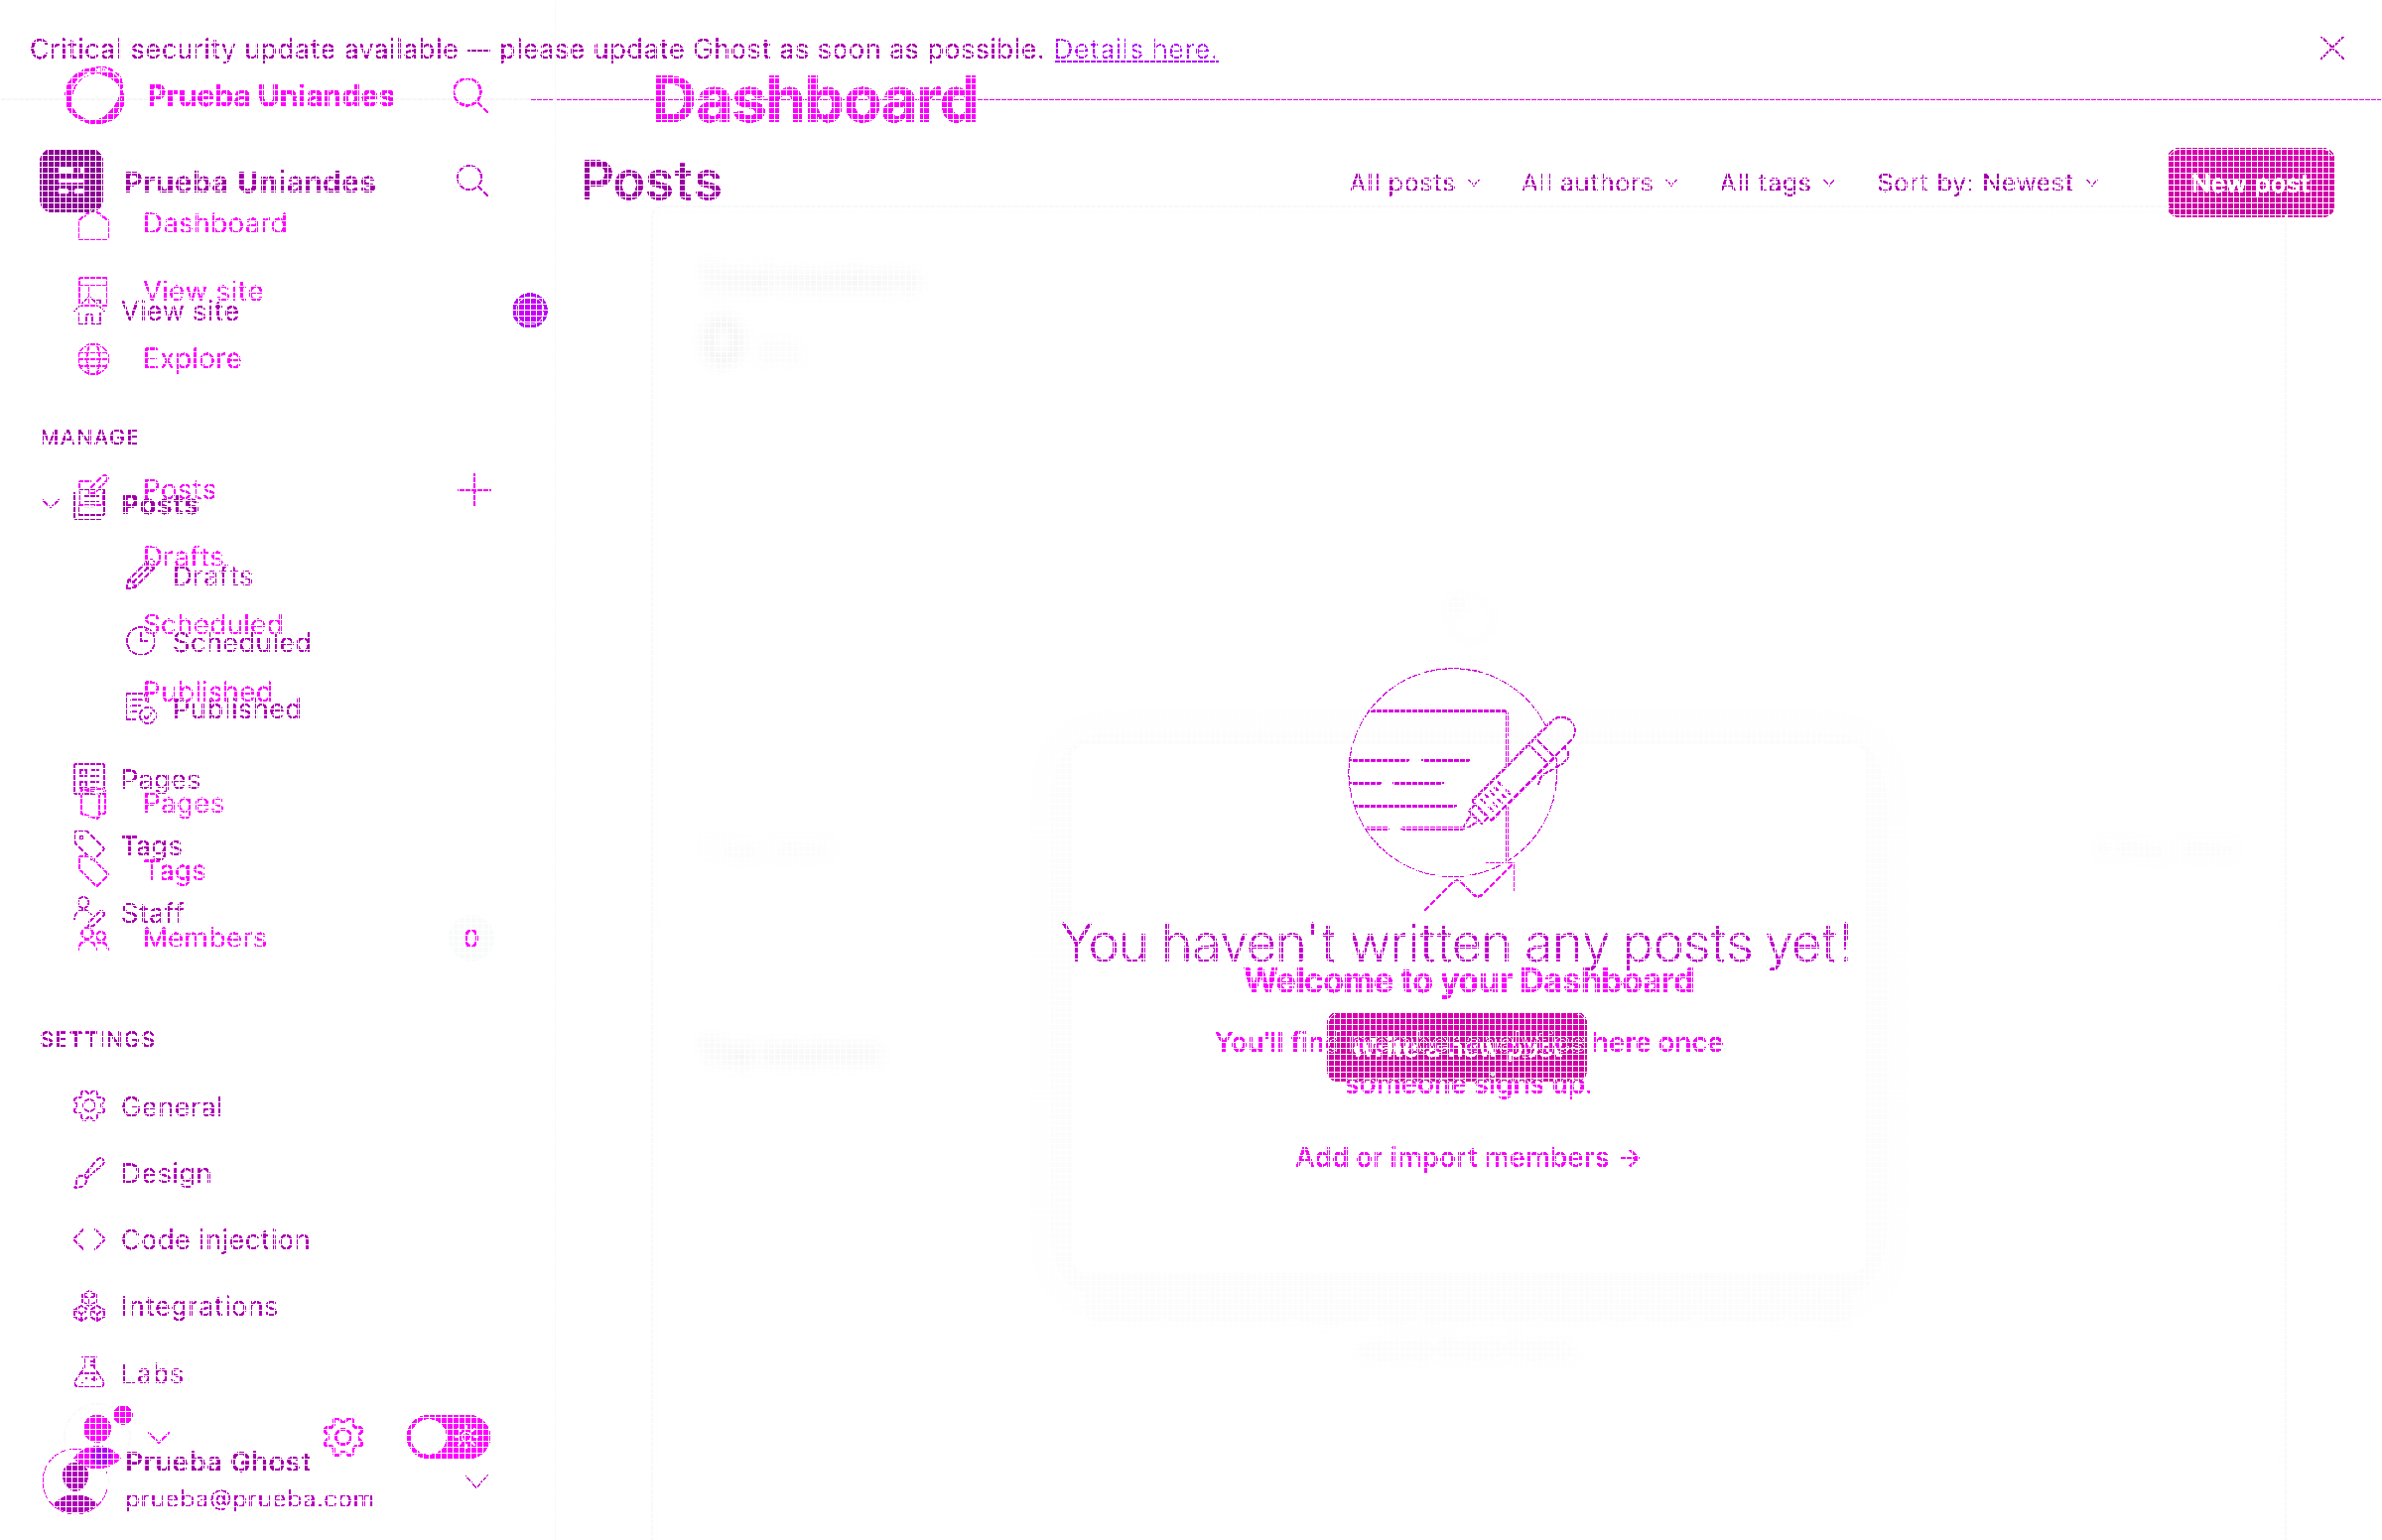 Critical security update available — please update Ghost as soon as possible. Details here.
Prueba Uniandes
Dashboard
Prueba Uniandes
Posts
All posts
All authors
All tags
Sort by: Newest
New post
Dashboard
View site
View site
Explore
MANAGE
Posts
Posts
Drafts
Drafts
Scheduled
Scheduled
Published
Published
Pages
Pages
Tags
Tags
Staff
Members 0
You haven't written any posts yet!
Welcome to your Dashboard
You'll find here once
someone signs up.
Add or import members →
SETTINGS
General
Design
Code injection
Integrations
Labs
Prueba Ghost
prueba@prueba.com